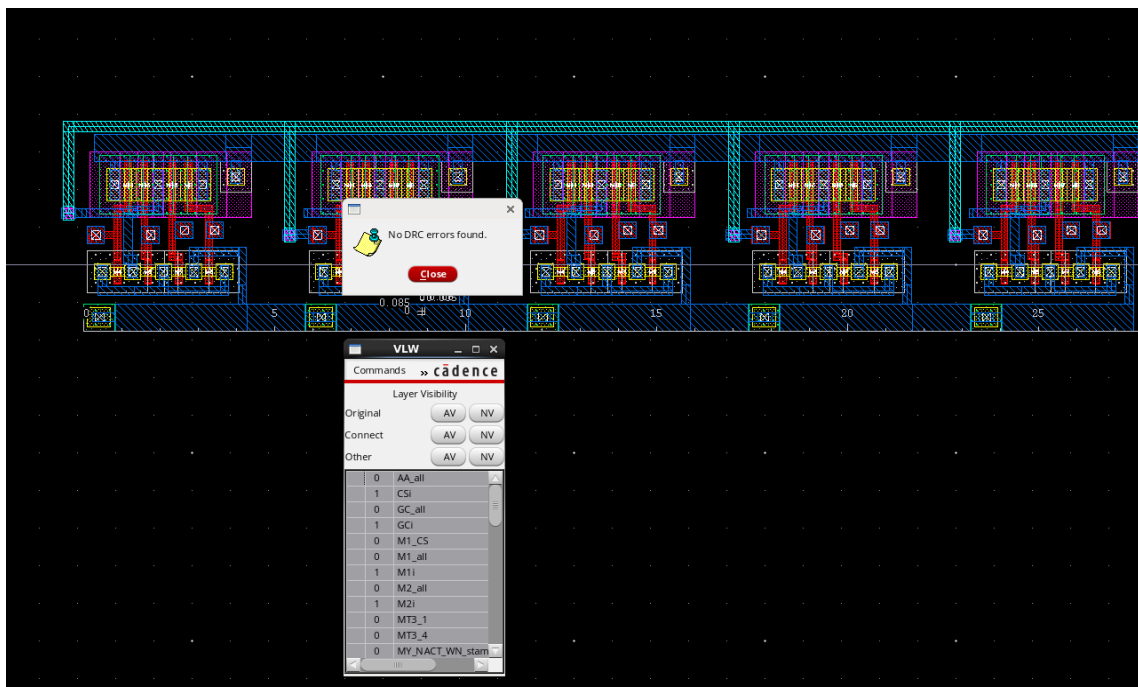 No DRC errors found.
Close
0.085
0
5
10
15
20
25
VLW
Commands » cādence
Layer Visibility
Original AV NV
Connect AV NV
Other AV NV
0 AA_all
1 CSi
0 GC_all
1 GCi
0 M1_CS
0 M1_all
1 M1i
0 M2_all
1 M2i
0 MT3_1
0 MT3_4
0 MY_NACT_WN_stam